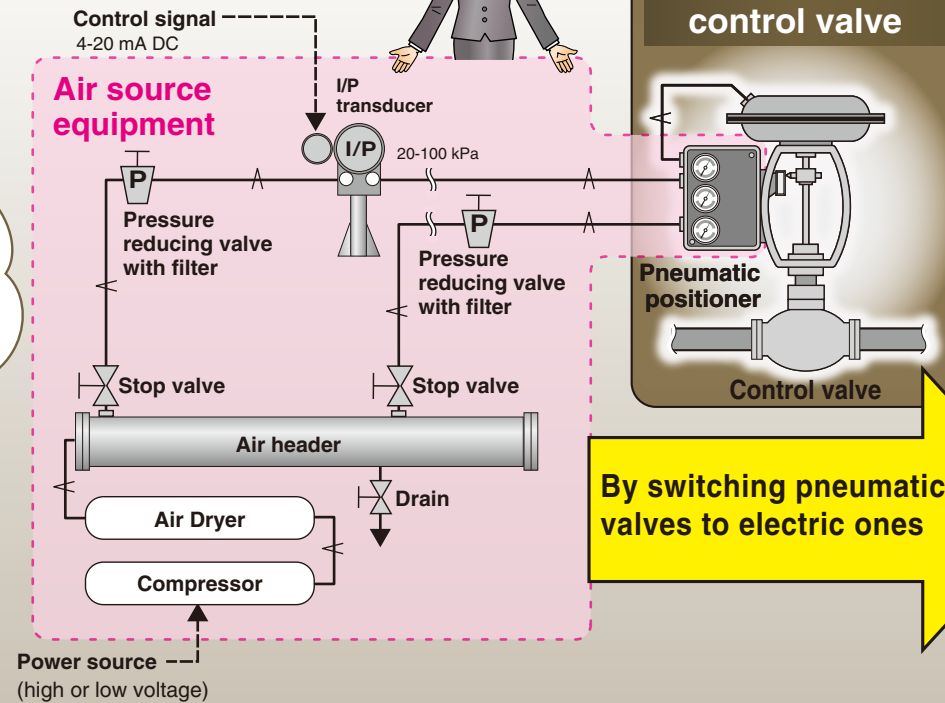 Control signal
4-20 mA DC
control valve
Air source
equipment
I/P
transducer
I/P
20-100 kPa
P
Pressure
reducing valve
with filter
P
Pressure
reducing valve
with filter
Pneumatic
positioner
Stop valve
Stop valve
Control valve
Air header
Drain
Air Dryer
Compressor
By switching pneumatic
valves to electric ones
Power source
(high or low voltage)